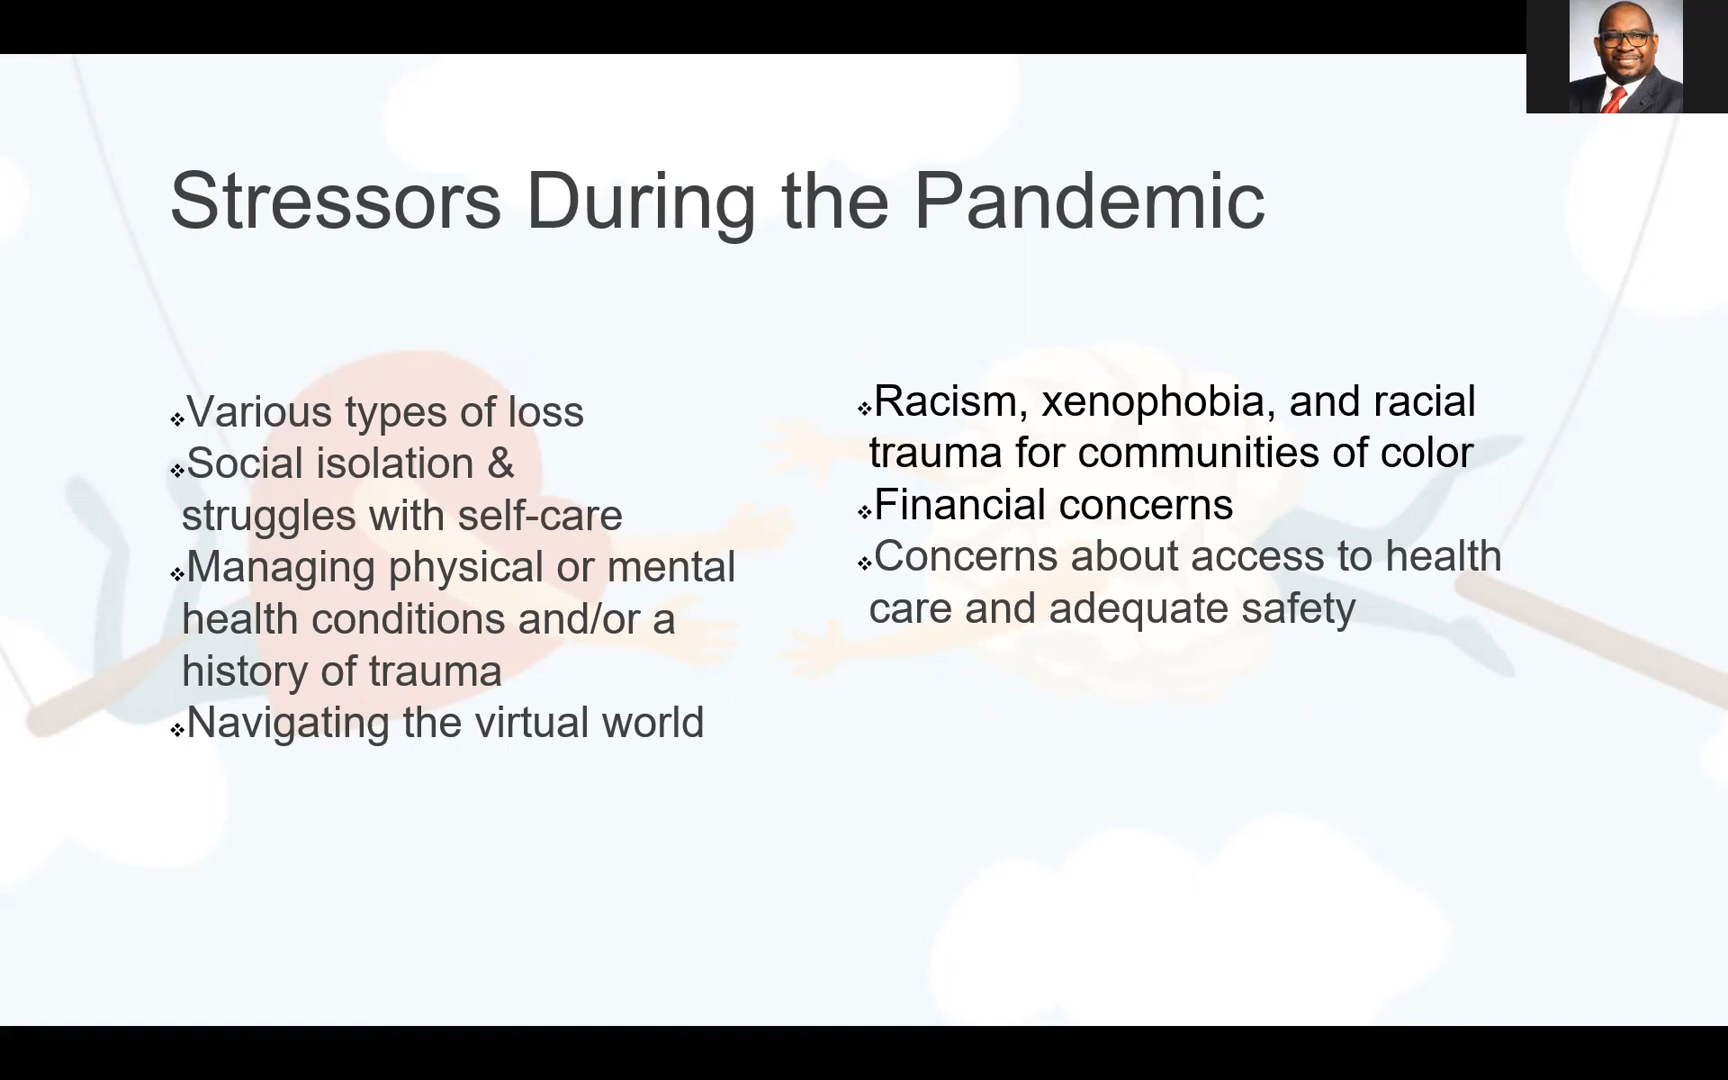 Stressors During the Pandemic
❖Various types of loss
❖Social isolation &
struggles with self-care
❖Managing physical or mental
health conditions and/or a
history of trauma
❖Navigating the virtual world
❖Racism, xenophobia, and racial
trauma for communities of color
❖Financial concerns
❖Concerns about access to health
care and adequate safety